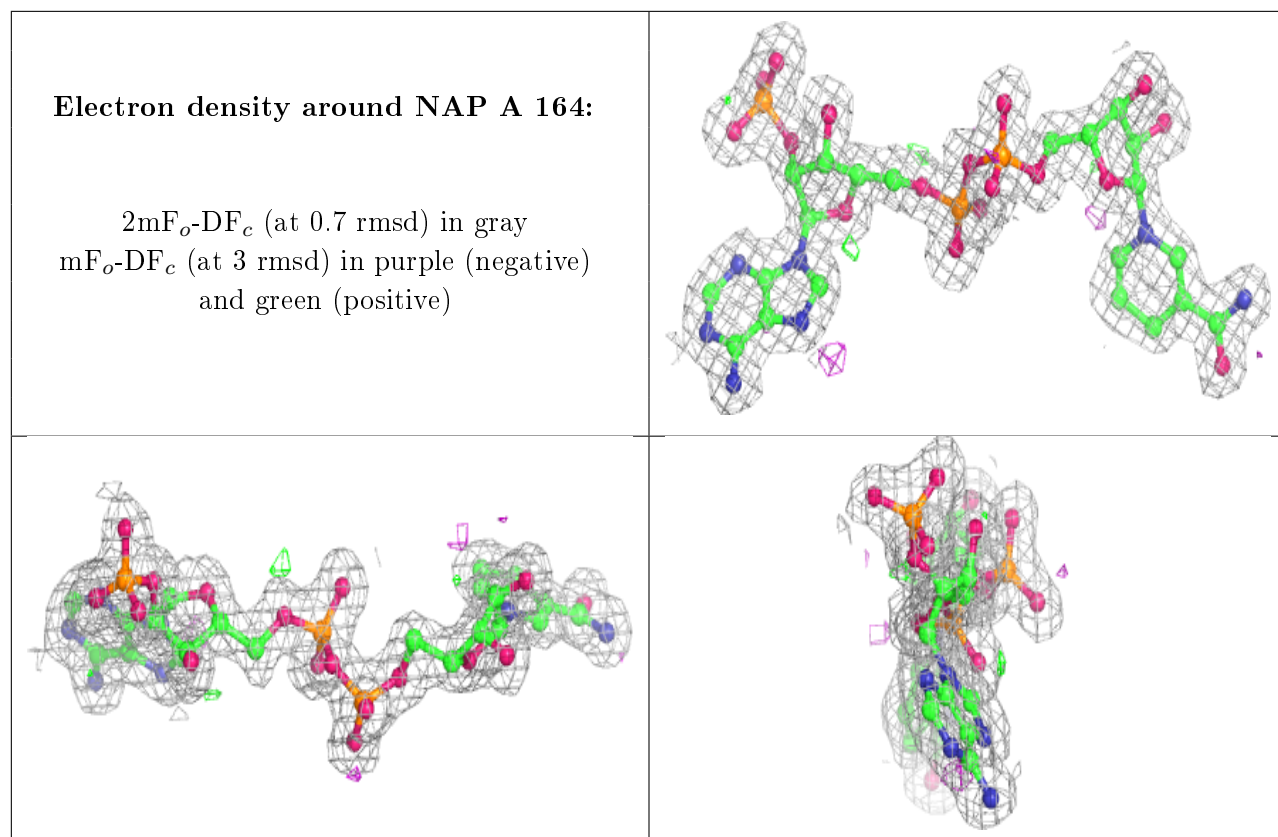 Electron density around NAP A 164:
2mFₒ-DF𝑐 (at 0.7 rmsd) in gray
mFₒ-DF𝑐 (at 3 rmsd) in purple (negative)
and green (positive)